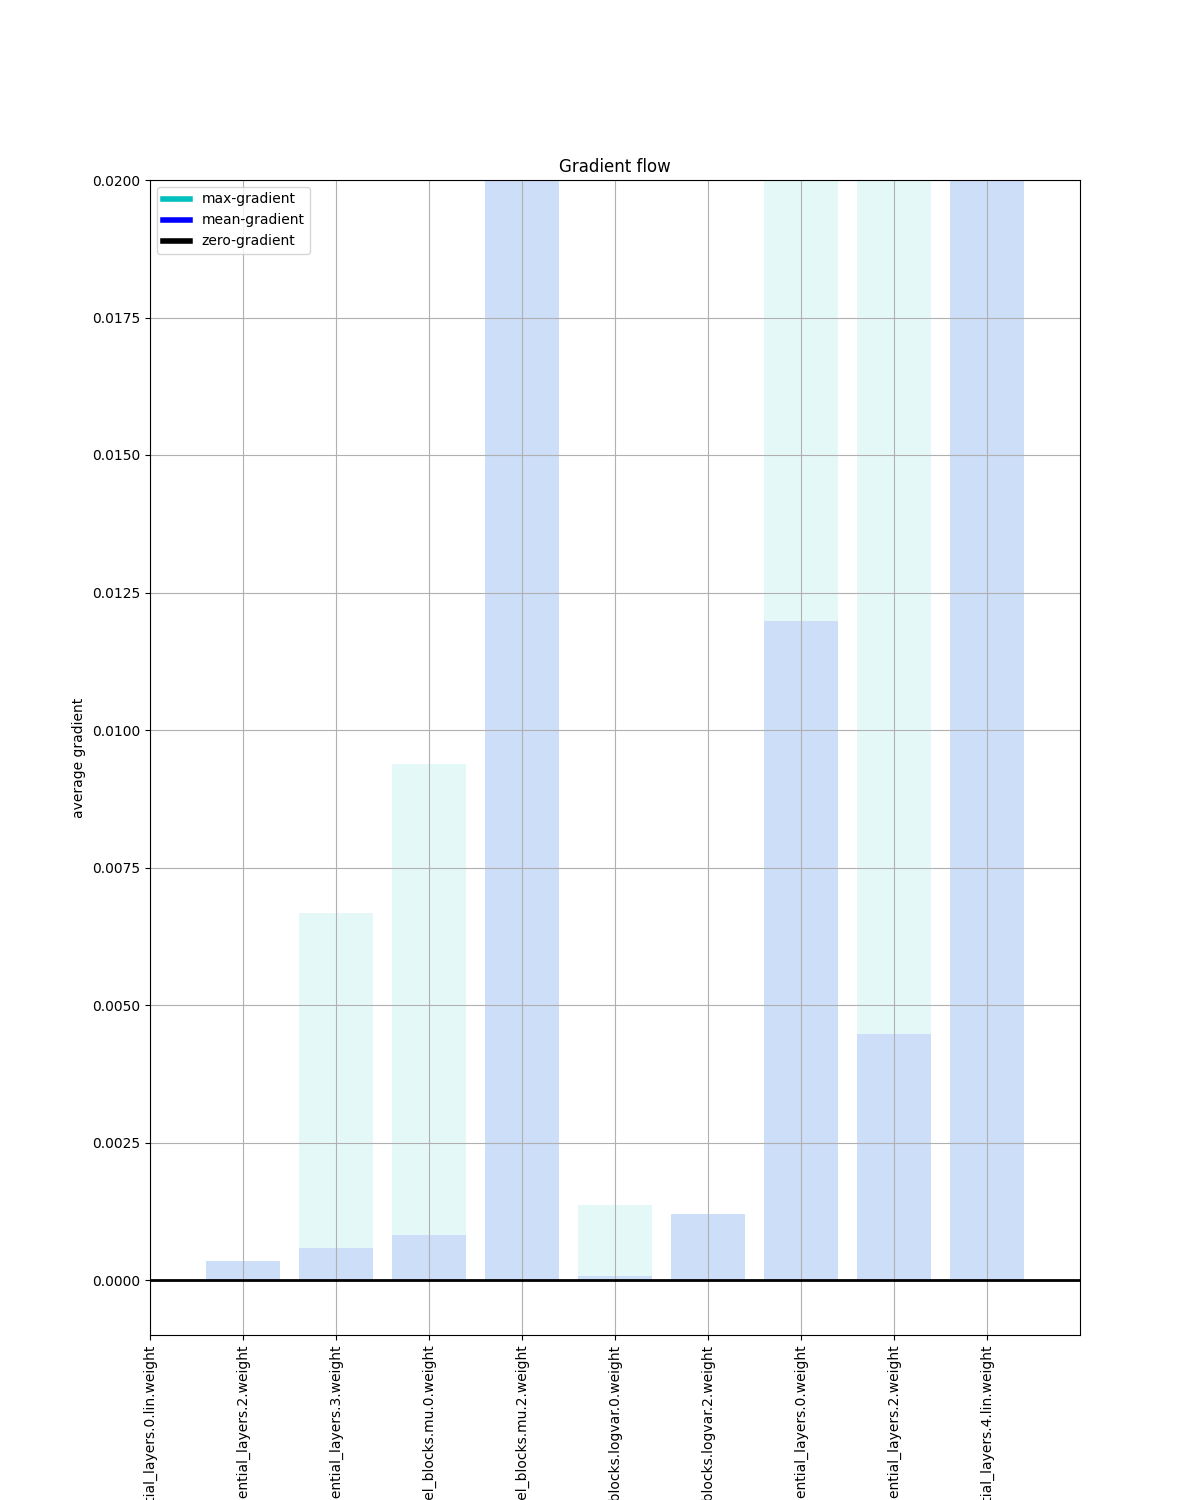 Gradient flow
max-gradient
mean-gradient
zero-gradient
average gradient
0.0200
0.0175
0.0150
0.0125
0.0100
0.0075
0.0050
0.0025
0.0000
tial_layers.0.lin.weight
ential_layers.2.weight
ential_layers.3.weight
el_blocks.mu.0.weight
el_blocks.mu.2.weight
blocks.logvar.0.weight
blocks.logvar.2.weight
ential_layers.0.weight
ential_layers.2.weight
tial_layers.4.lin.weight